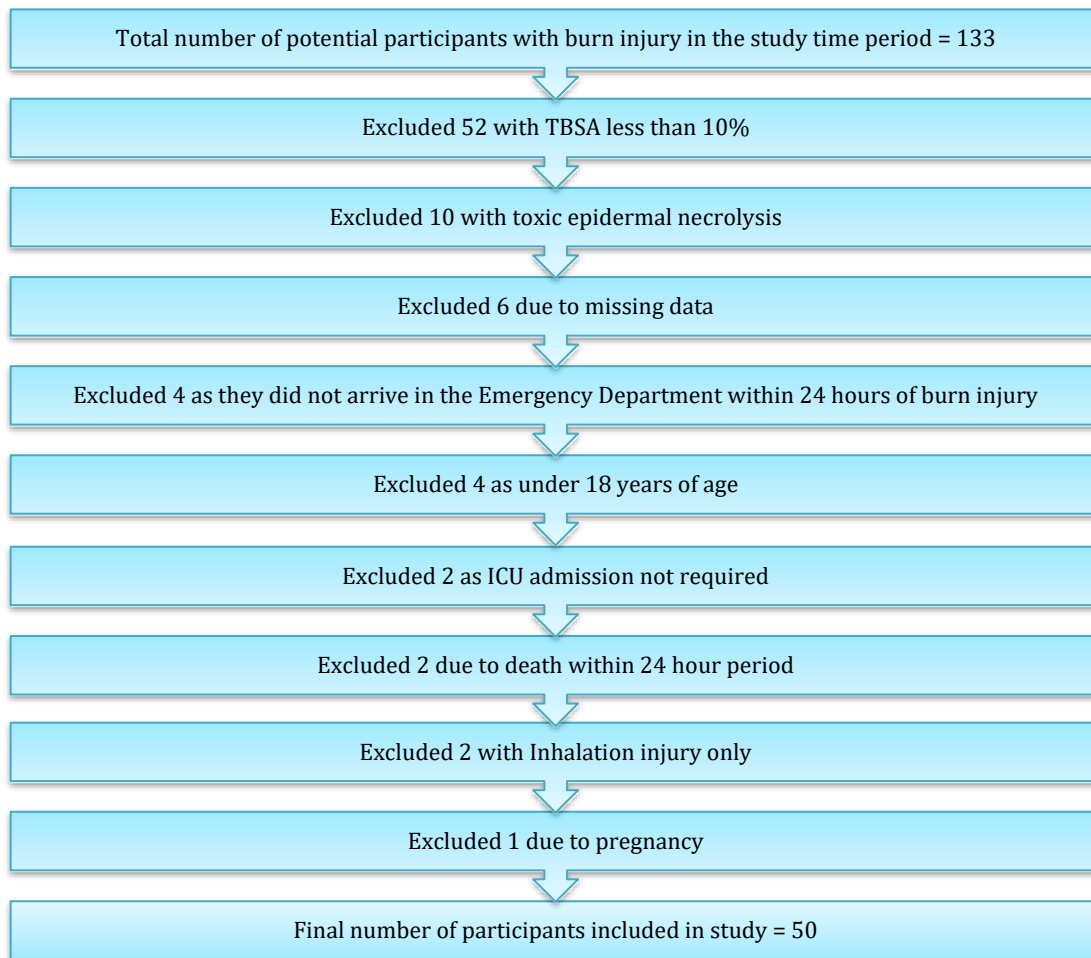 Total number of potential participants with burn injury in the study time period = 133
Excluded 52 with TBSA less than 10%
Excluded 10 with toxic epidermal necrolysis
Excluded 6 due to missing data
Excluded 4 as they did not arrive in the Emergency Department within 24 hours of burn injury
Excluded 4 as under 18 years of age
Excluded 2 as ICU admission not required
Excluded 2 due to death within 24 hour period
Excluded 2 with Inhalation injury only
Excluded 1 due to pregnancy
Final number of participants included in study = 50